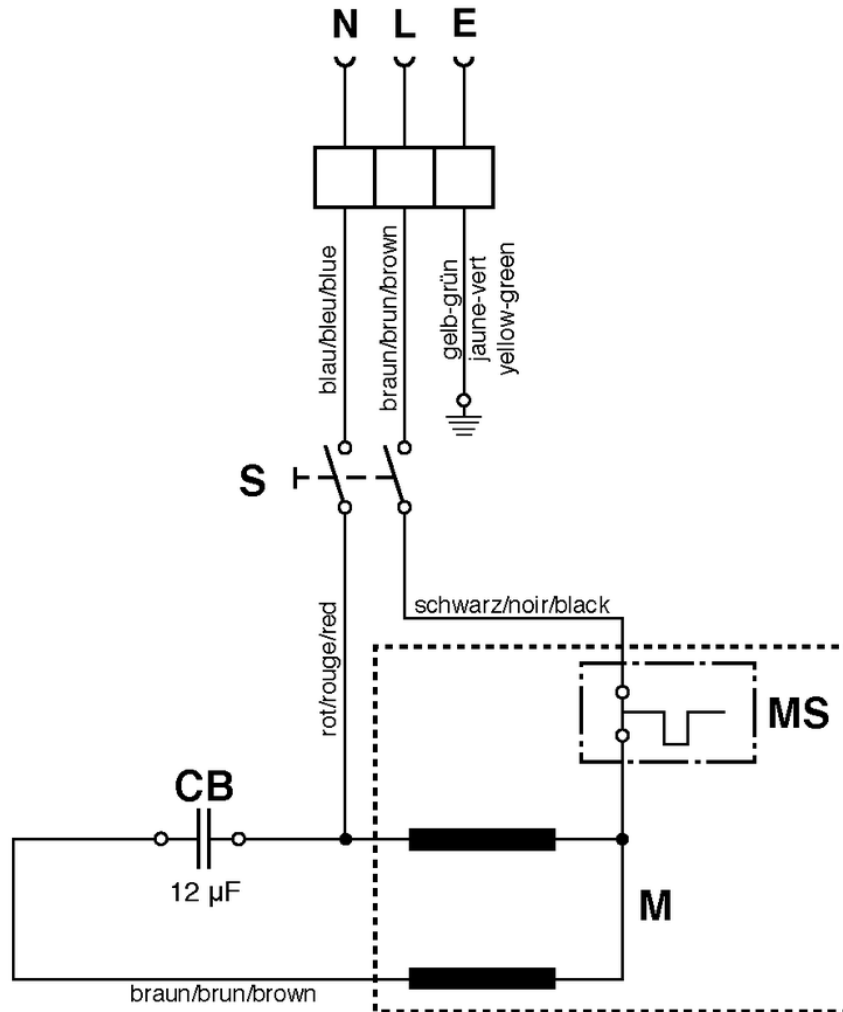 N L E
blau/bleu/blue
braun/brun/brown
gelb-grün
jaune-vert
yellow-green
S
schwarz/noir/black
rot/rouge/red
MS
CB
12 µF
M
braun/brun/brown